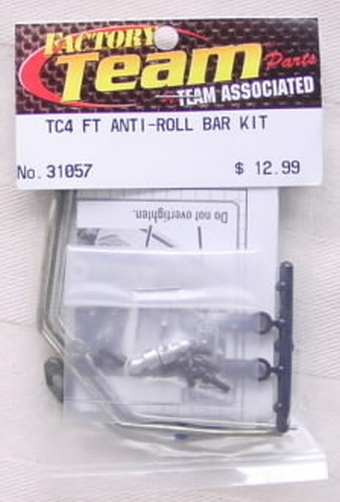 FACTORY
Team Parts
TEAM ASSOCIATED
TC4 FT ANTI-ROLL BAR KIT
No. 31057 $ 12.99
Do not overtighten.